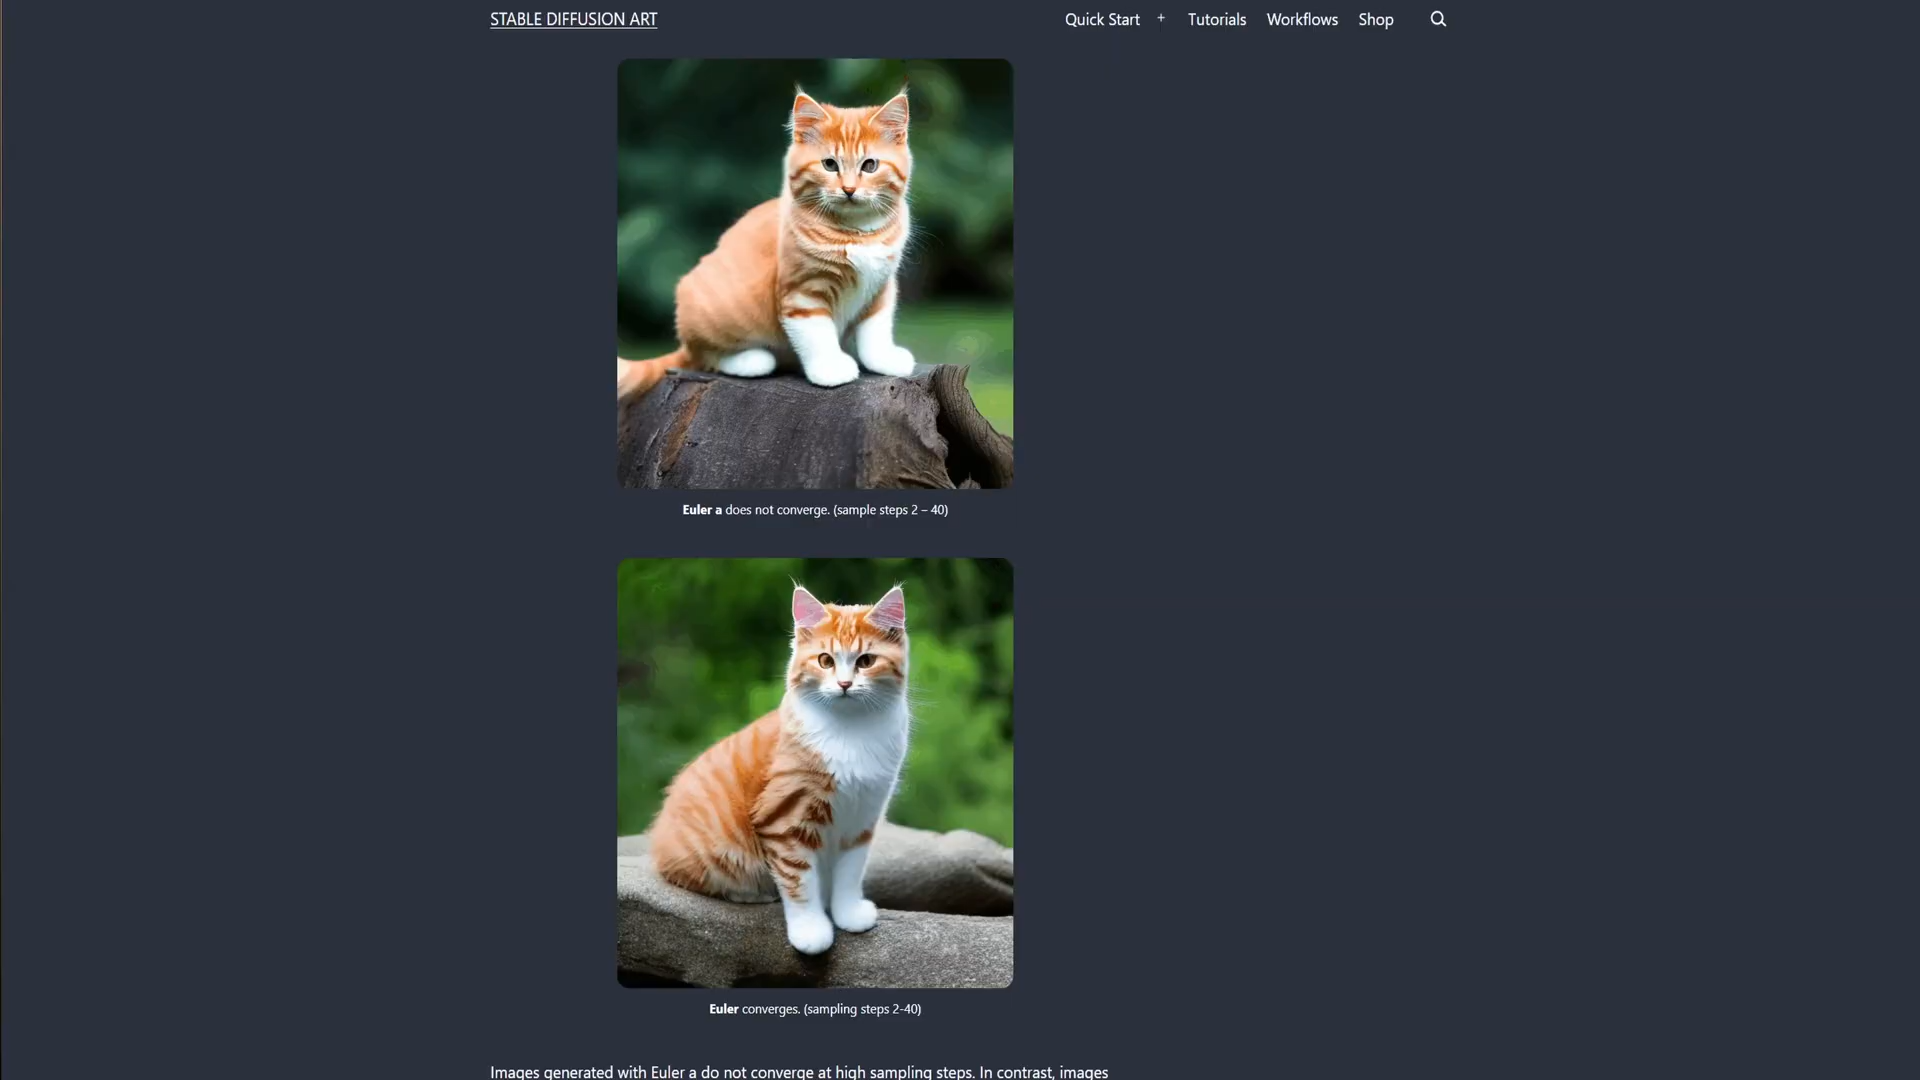 STABLE DIFFUSION ART
Quick Start + Tutorials Workflows Shop
Euler a does not converge. (sample steps 2 – 40)
Euler converges. (sampling steps 2-40)
Images generated with Euler a do not converge at high sampling steps. In contrast, images